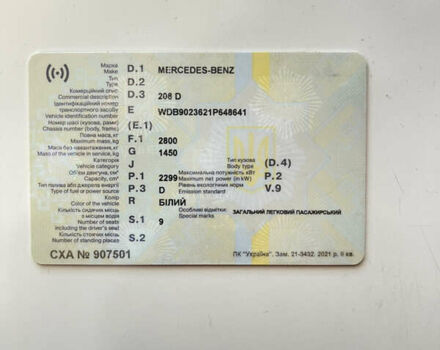 Марка
Make D.1 MERCEDES-BENZ
Тип
Type D.2
Комерційний опис
Commercial description D.3 208 D
Ідентифікаційний номер
транспортного засобу E WDB9023621P648641
Vehicle identification number
Номер шасі (кузова, рами) (E.1)
Chassis number (body, frame)
Повна маса, кг
Maximum mass, kg F.1 2800
Маса без навантаження, кг
Mass of the vehicle in service, kg G 1450
Категорія
Vehicle category J Тип кузова
Body type (D.4)
Об'єм двигуна, см³
Capacity, cm³ P.1 2299 Максимальна потужність кВт
Maximum net power (in kW) P.2
Тип пального або джерело енергії
Type of fuel or power source P.3 D Рівень екологічних норм
Emission standard V.9
Колір
Color of the vehicle R БІЛИЙ
Кількість сидячих місць
з місцем водія
Number of seats S.1 9 Особливі відмітки:
Special marks ЗАГАЛЬНИЙ ЛЕГКОВИЙ ПАСАЖИРСЬКИЙ
including the driver's seat
Кількість стоячих місць
Number of standing places S.2
СХА № 907501
ПК "Україна". Зам. 21-5432. 2021 р. II кв.